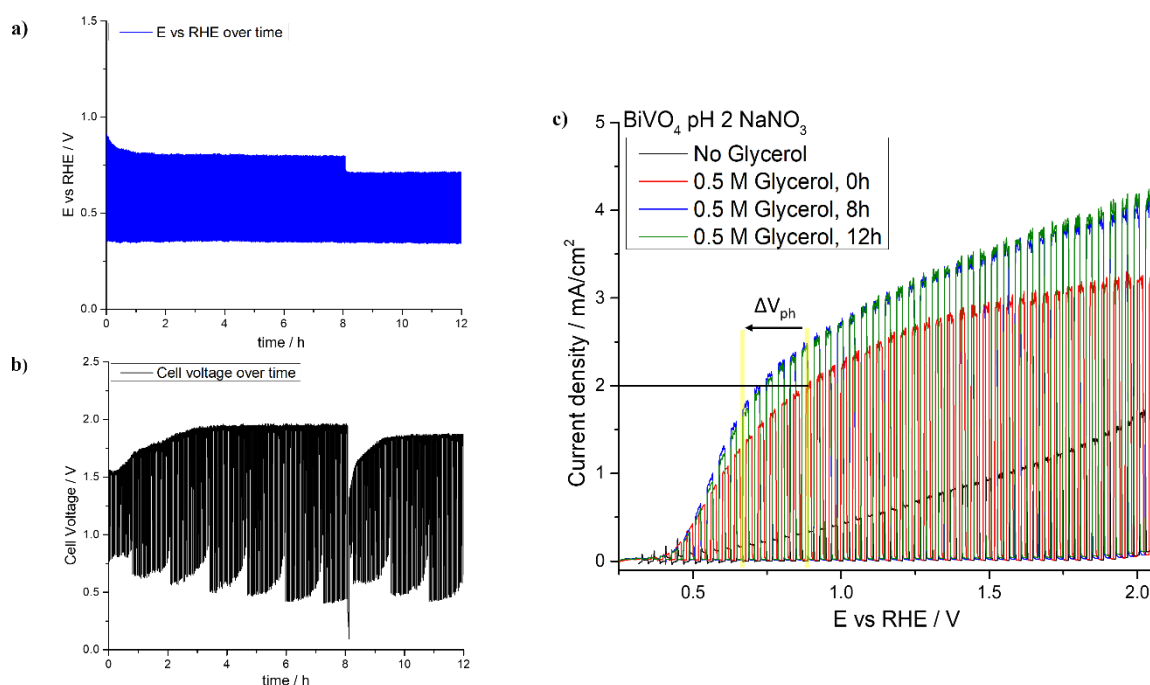 a)
E vs RHE over time
E vs RHE / V
1.5
1.0
0.5
0.0
0 2 4 6 8 10 12
time / h
b)
Cell voltage over time
Cell Voltage / V
2.5
2.0
1.5
1.0
0.5
0.0
0 2 4 6 8 10 12
time / h
c)
BiVO₄ pH 2 NaNO₃
No Glycerol
0.5 M Glycerol, 0h
0.5 M Glycerol, 8h
0.5 M Glycerol, 12h
ΔVₚₕ
Current density / mA/cm²
5
4
3
2
1
0
0.5 1.0 1.5 2.0
E vs RHE / V